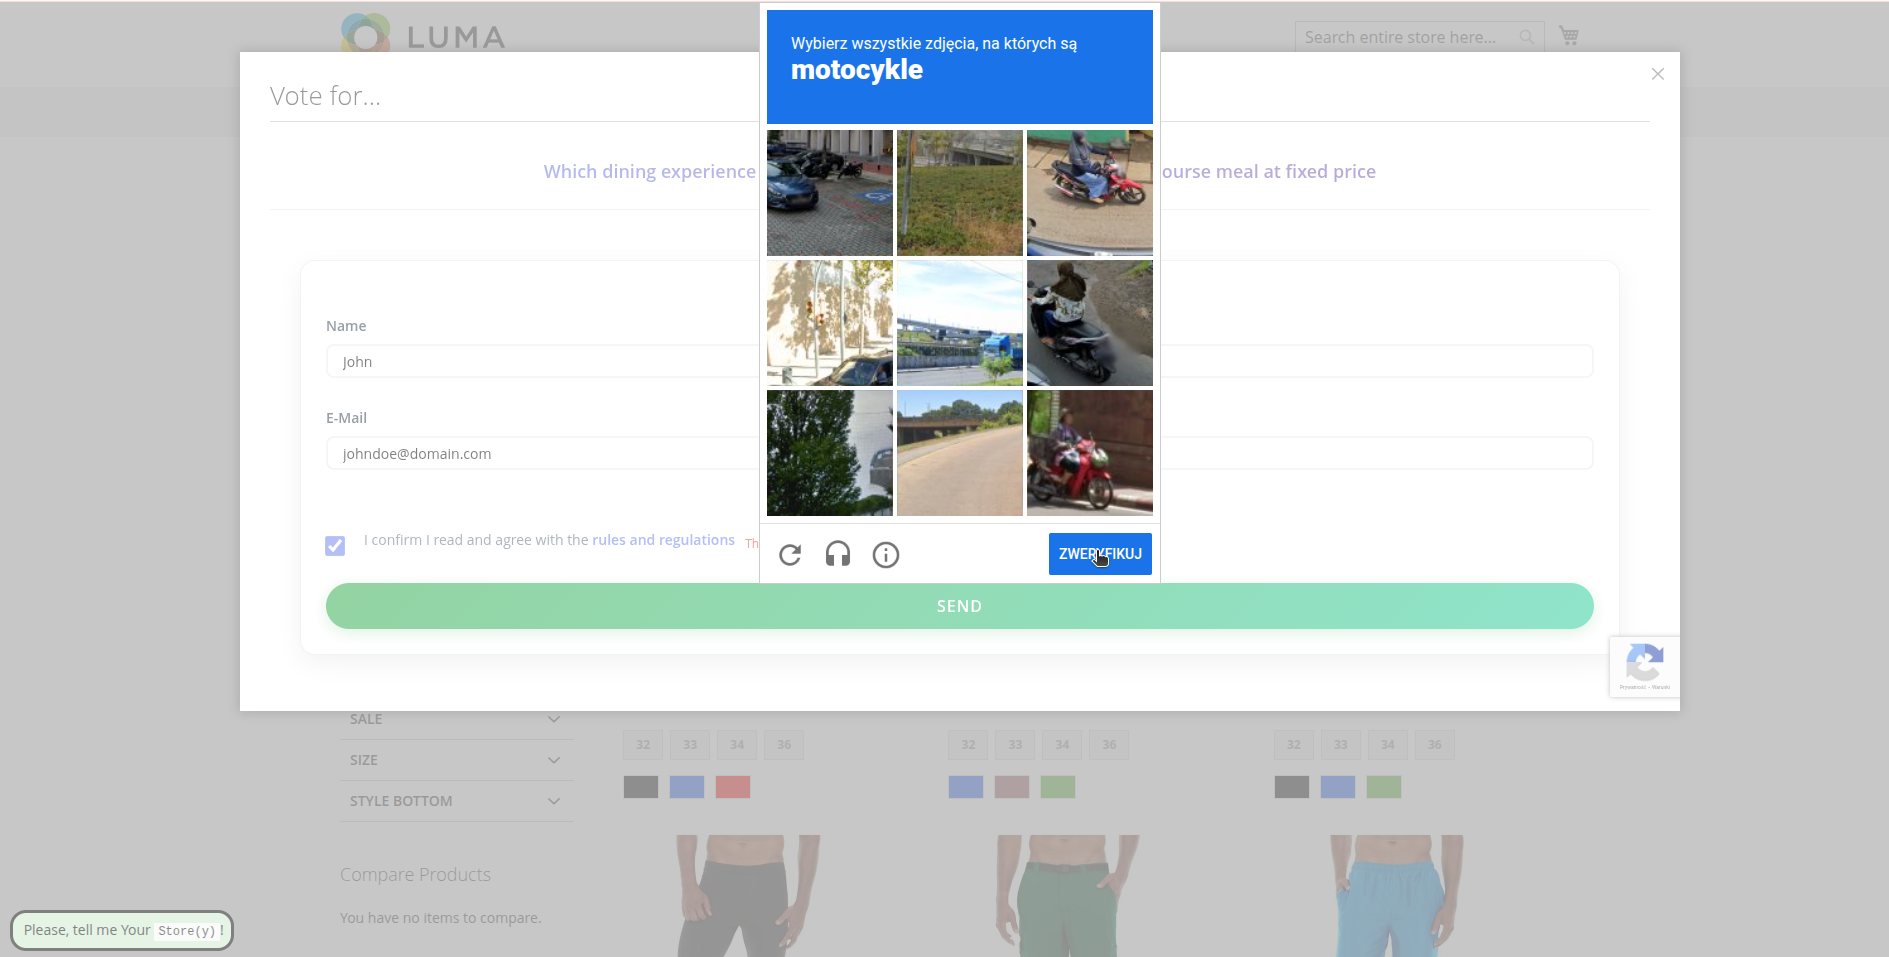 LUMA
Search entire store here...
Vote for...
Wybierz wszystkie zdjęcia, na których są
motocykle
Which dining experience
ourse meal at fixed price
Name
John
E-Mail
johndoe@domain.com
I confirm I read and agree with the rules and regulations Th
ZWERYFIKUJ
SEND
Prywatność - Warunki
SALE
SIZE
STYLE BOTTOM
32 33 34 36
32 33 34 36
32 33 34 36
Compare Products
You have no items to compare.
Please, tell me Your Store(y) !